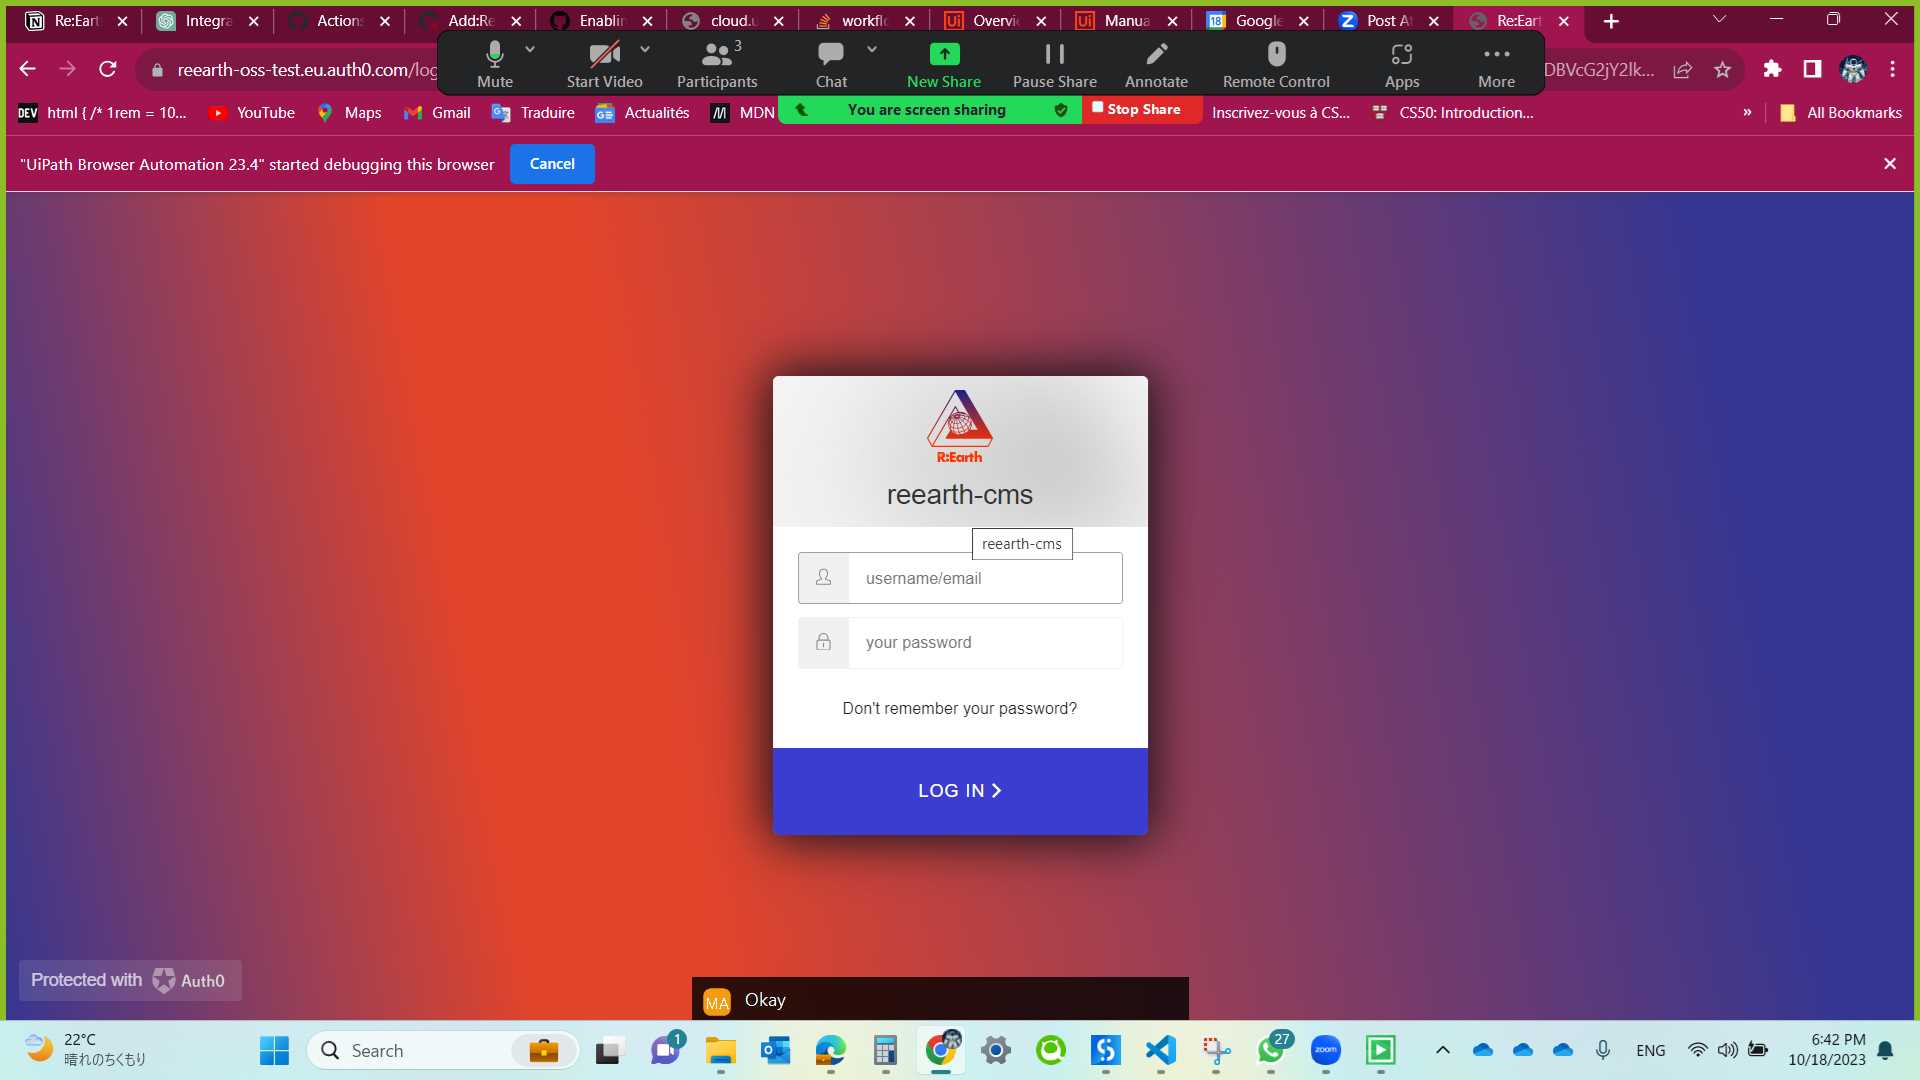 Re:Eart
Integra
Actions
Add:Re
Enablin
cloud.u
workflo
Overvie
Manua
Google
Post At
Re:Eart
reearth-oss-test.eu.auth0.com/log
DBVcG2jY2lk...
Mute
Start Video
Participants
3
Chat
New Share
Pause Share
Annotate
Remote Control
Apps
More
DEV html { /* 1rem = 10...
YouTube
Maps
Gmail
Traduire
Actualités
MDN
You are screen sharing
Stop Share
Inscrivez-vous à CS...
CS50: Introduction...
»
All Bookmarks
"UiPath Browser Automation 23.4" started debugging this browser
Cancel
R:Earth
reearth-cms
reearth-cms
username/email
your password
Don't remember your password?
LOG IN
Protected with Auth0
MA Okay
22°C
晴れのちくもり
Search
1
27
zoom
ENG
6:42 PM
10/18/2023